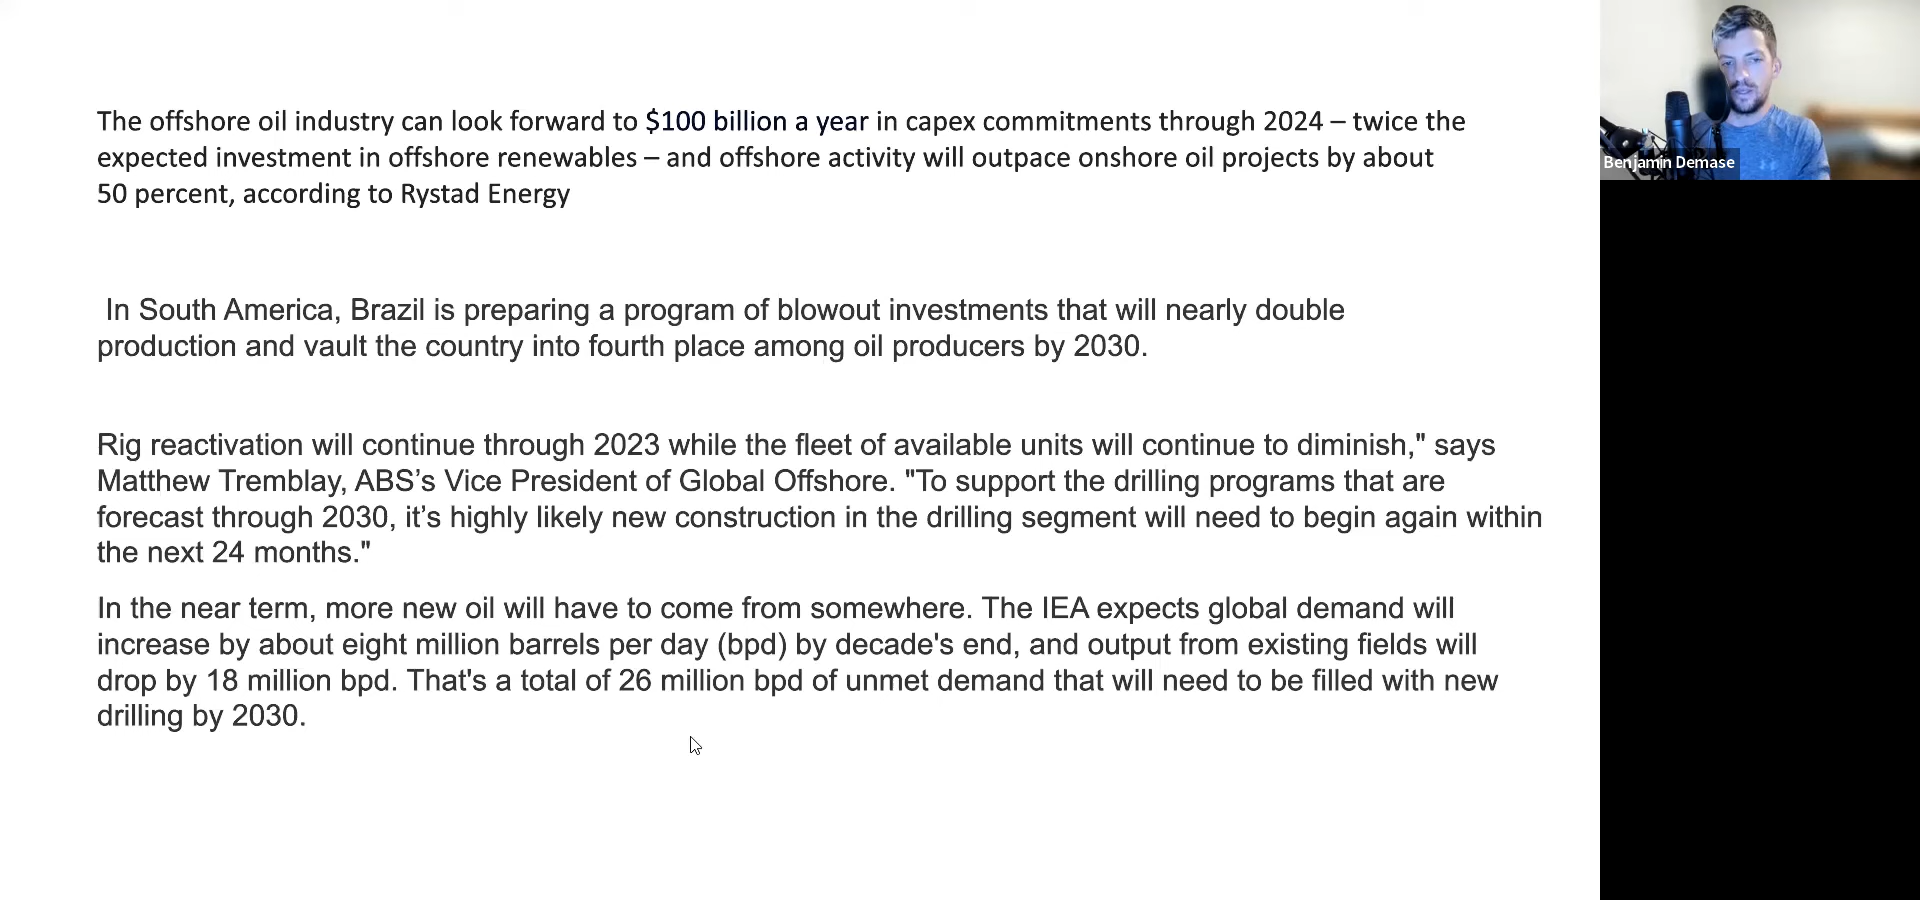 The offshore oil industry can look forward to $100 billion a year in capex commitments through 2024 – twice the
expected investment in offshore renewables – and offshore activity will outpace onshore oil projects by about
50 percent, according to Rystad Energy
Benjamin Demase
In South America, Brazil is preparing a program of blowout investments that will nearly double
production and vault the country into fourth place among oil producers by 2030.
Rig reactivation will continue through 2023 while the fleet of available units will continue to diminish," says
Matthew Tremblay, ABS’s Vice President of Global Offshore. "To support the drilling programs that are
forecast through 2030, it’s highly likely new construction in the drilling segment will need to begin again within
the next 24 months."
In the near term, more new oil will have to come from somewhere. The IEA expects global demand will
increase by about eight million barrels per day (bpd) by decade's end, and output from existing fields will
drop by 18 million bpd. That's a total of 26 million bpd of unmet demand that will need to be filled with new
drilling by 2030.